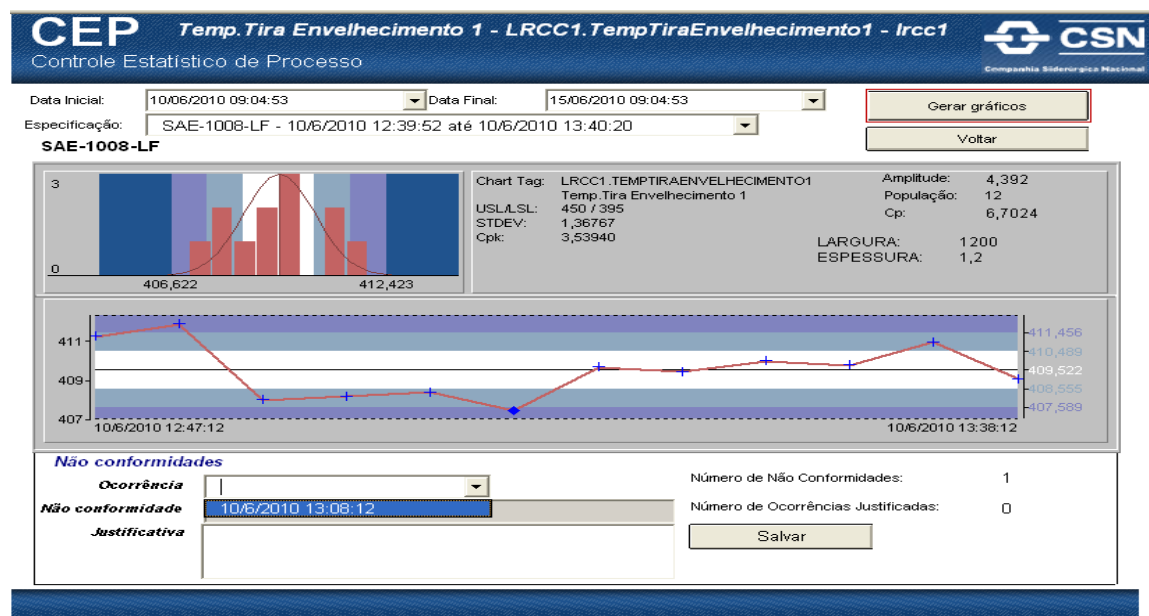 CEP Temp.Tira Envelhecimento 1 - LRCC1.TempTiraEnvelhecimento1 - lrcc1
Controle Estatístico de Processo
CSN
Companhia Siderúrgica Nacional
Data Inicial: 10/06/2010 09:04:53 Data Final: 15/06/2010 09:04:53 Gerar gráficos
Especificação: SAE-1008-LF - 10/6/2010 12:39:52 até 10/6/2010 13:40:20 Voltar
SAE-1008-LF
3
0
406,622 412,423
Chart Tag: LRCC1.TEMPTIRAENVELHECIMENTO1 Amplitude: 4,392
Temp.Tira Envelhecimento 1 População: 12
USL/LSL: 450 / 395 Cp: 6,7024
STDEV: 1,36767
Cpk: 3,53940
LARGURA: 1200
ESPESSURA: 1,2
411
409
407
411,456
410,489
409,522
408,555
407,589
10/6/2010 12:47:12 10/6/2010 13:38:12
Não conformidades
Ocorrência Número de Não Conformidades: 1
Não conformidade 10/6/2010 13:08:12 Número de Ocorrências Justificadas: 0
Justificativa Salvar